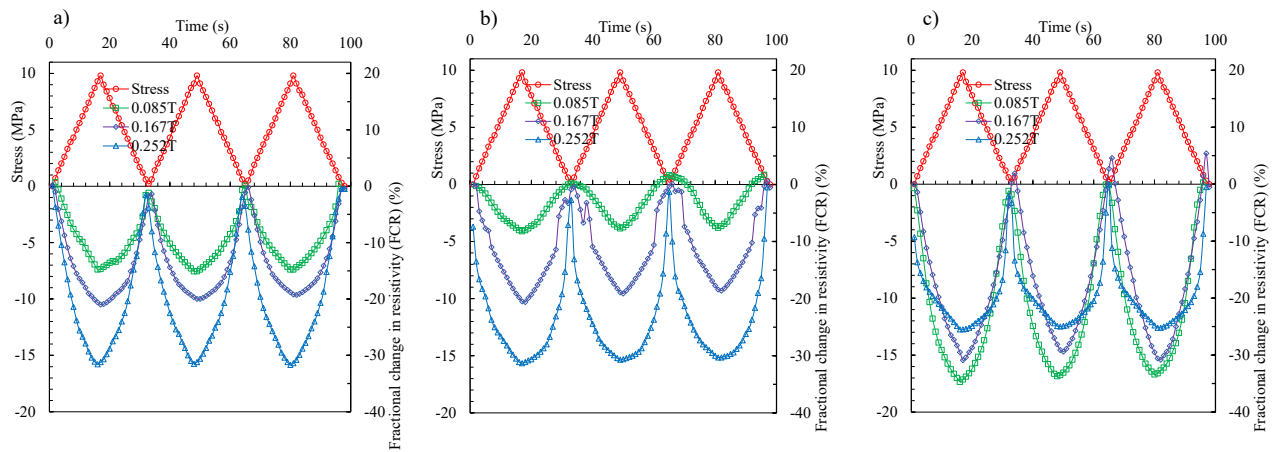 a)
Time (s)
0 20 40 60 80 100
10
5
0
-5
-10
-15
-20
Stress (MPa)
Stress
0.085T
0.167T
0.252T
20
10
0
-10
-20
-30
-40
Fractional change in resistivity (FCR) (%)
b)
Time (s)
0 20 40 60 80 100
10
5
0
-5
-10
-15
-20
Stress (MPa)
Stress
0.085T
0.167T
0.252T
20
10
0
-10
-20
-30
-40
Fractional change in resistivity (FCR) (%)
c)
Time (s)
0 20 40 60 80 100
10
5
0
-5
-10
-15
-20
Stress (MPa)
Stress
0.085T
0.167T
0.252T
20
10
0
-10
-20
-30
-40
Fractional change in resistivity (FCR) (%)